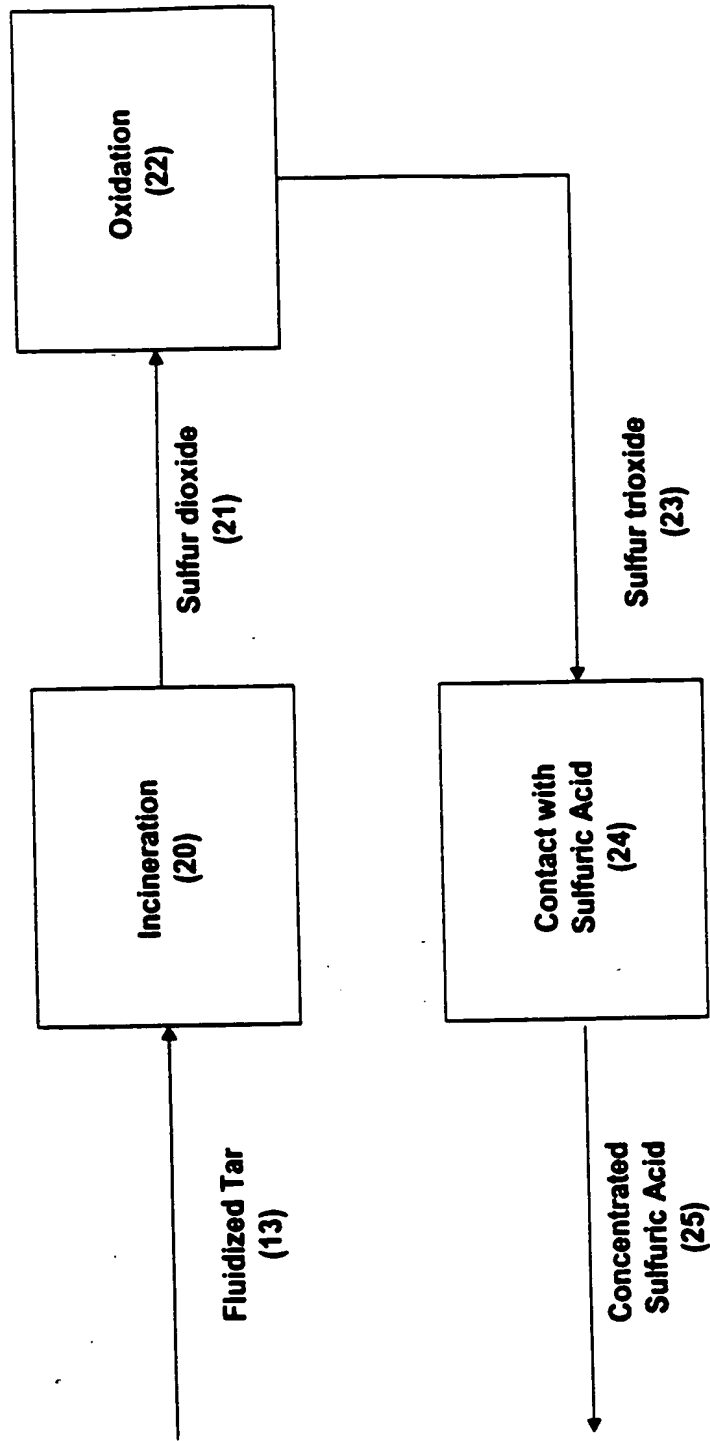 Fluidized Tar
(13)
Incineration
(20)
Sulfur dioxide
(21)
Oxidation
(22)
Sulfur trioxide
(23)
Contact with
Sulfuric Acid
(24)
Concentrated
Sulfuric Acid
(25)